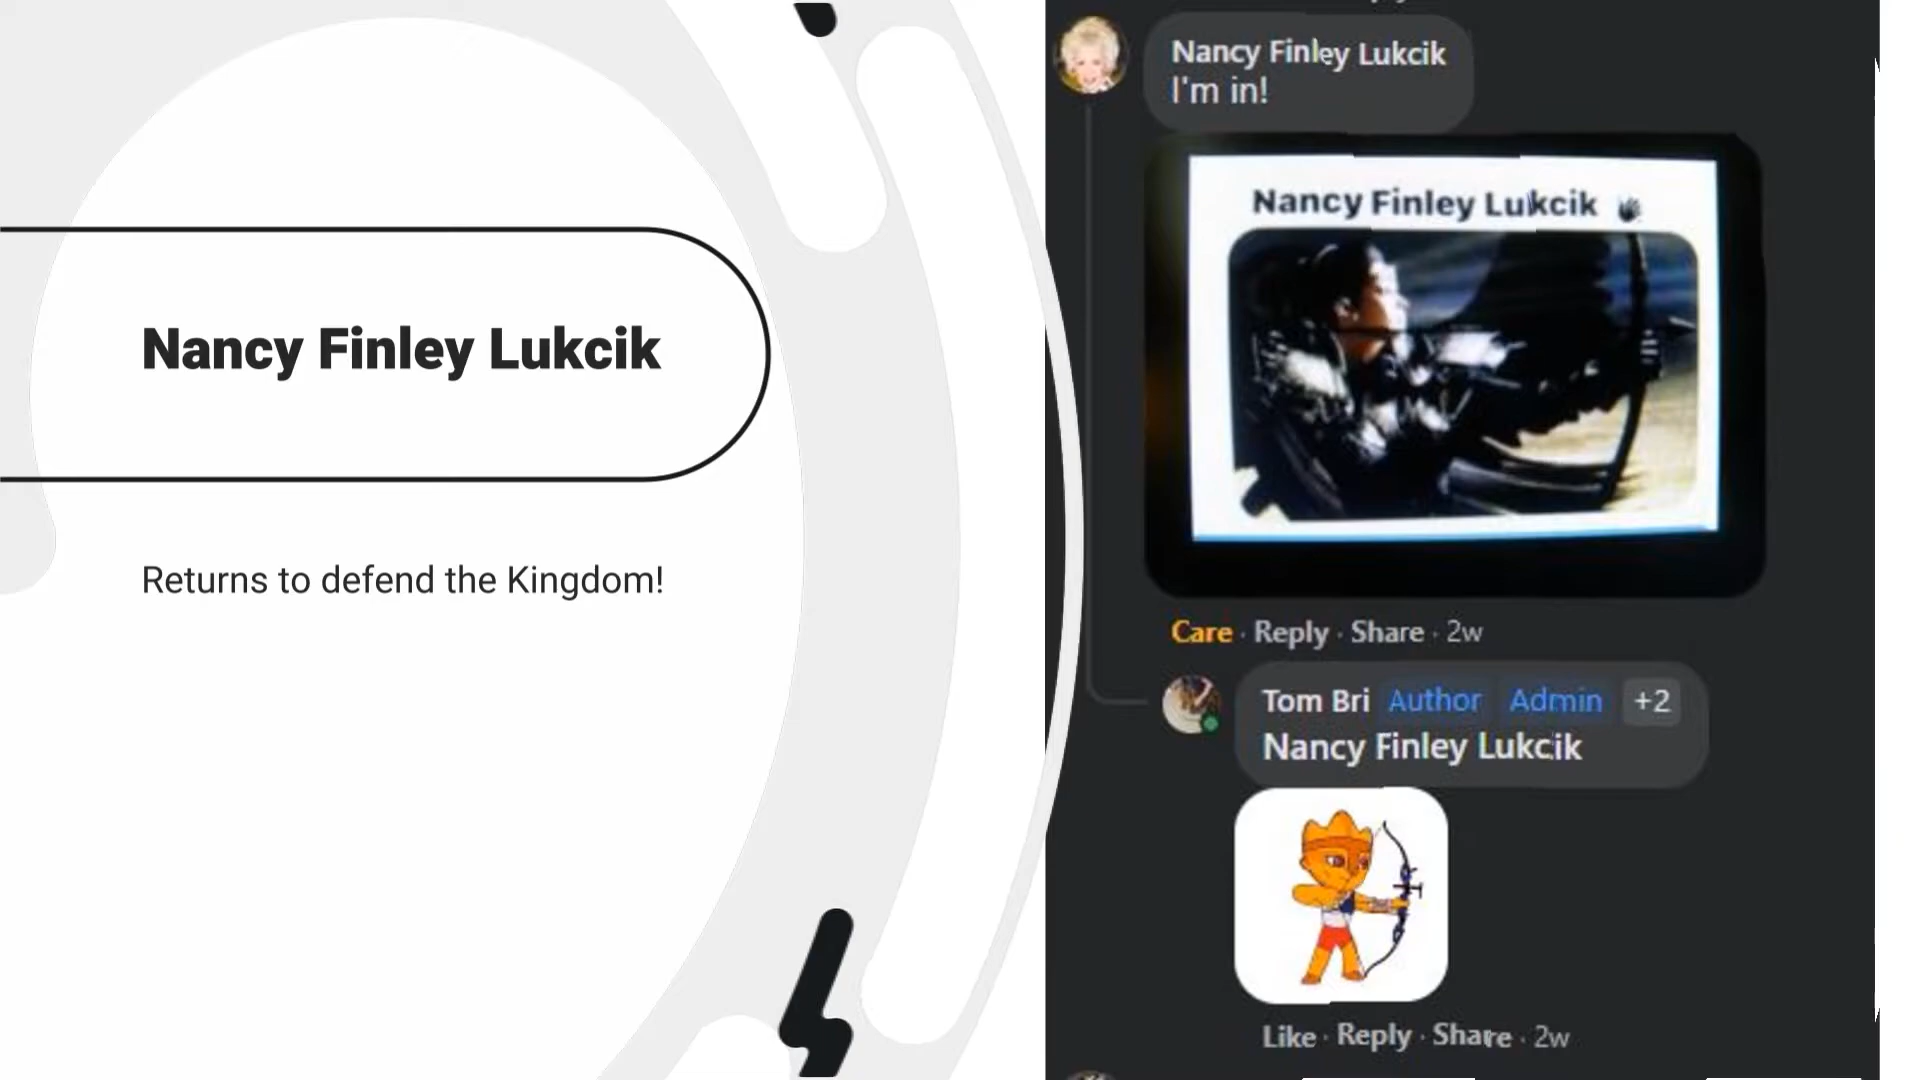 Nancy Finley Lukcik
Returns to defend the Kingdom!
Nancy Finley Lukcik
I'm in!
Nancy Finley Lukcik
Care · Reply · Share · 2w
Tom Bri Author Admin +2
Nancy Finley Lukcik
Like · Reply · Share · 2w